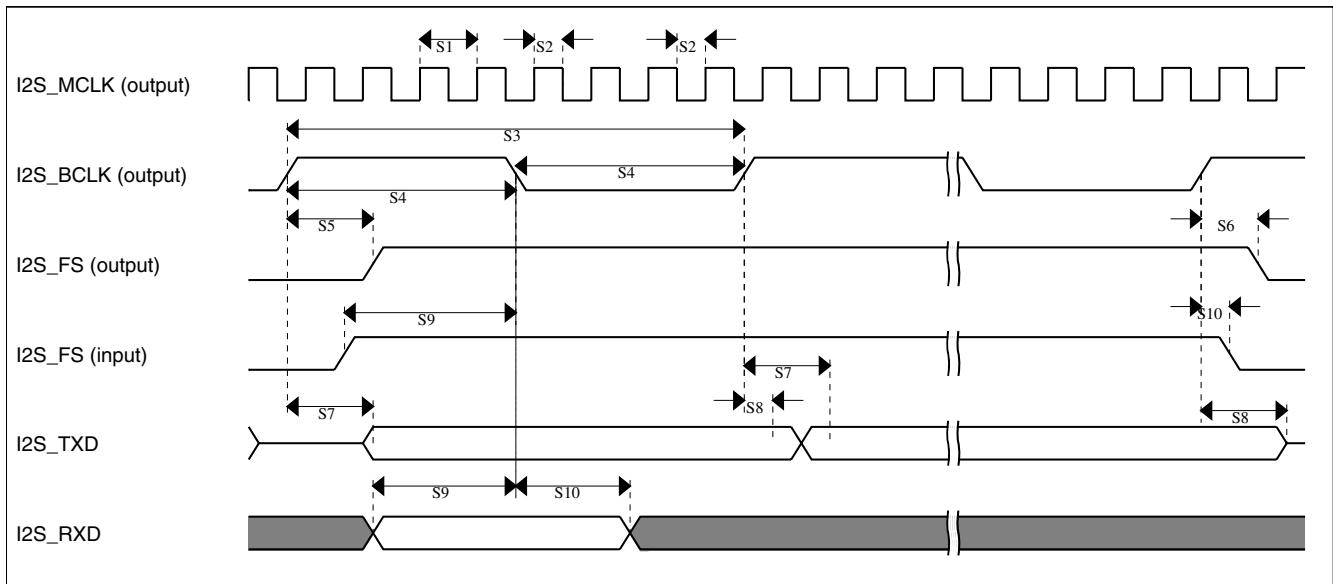 S1
S2
S2
I2S_MCLK (output)
S3
I2S_BCLK (output)
S4
S4
S5
S6
I2S_FS (output)
S9
S10
I2S_FS (input)
S7
S7
S8
S8
I2S_TXD
S9
S10
I2S_RXD